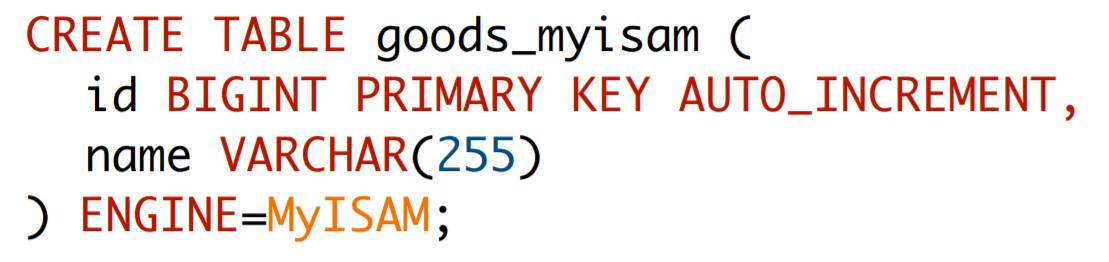 CREATE TABLE goods_myisam (
id BIGINT PRIMARY KEY AUTO_INCREMENT,
name VARCHAR(255)
) ENGINE=MyISAM;